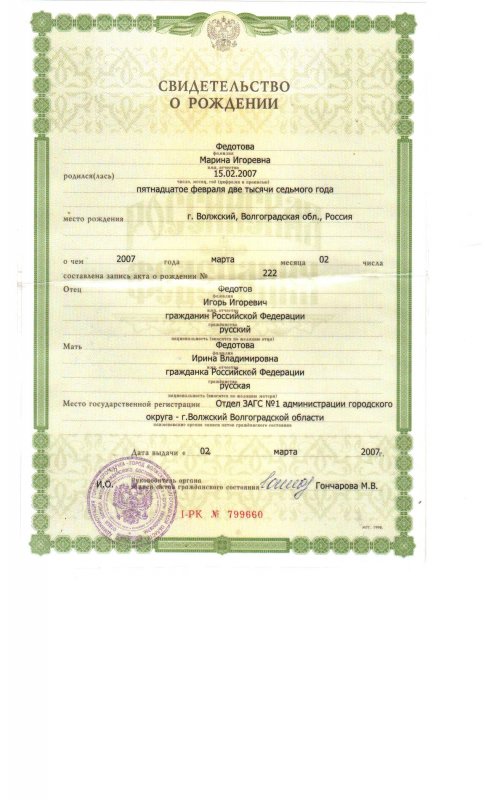 СВИДЕТЕЛЬСТВО
О РОЖДЕНИИ
Федотова
фамилия
Марина Игоревна
имя, отчество
родился(лась) 15.02.2007
число, месяц, год (цифрами и прописью)
пятнадцатое февраля две тысячи седьмого года
место рождения г. Волжский, Волгоградская обл., Россия
о чем 2007 года марта месяца 02 числа
составлена запись акта о рождении № 222
Отец Федотов
фамилия
Игорь Игоревич
имя, отчество
гражданин Российской Федерации
гражданство
русский
национальность (вносится по желанию отца)
Мать Федотова
фамилия
Ирина Владимировна
имя, отчество
гражданка Российской Федерации
гражданство
русская
национальность (вносится по желанию матери)
Место государственной регистрации Отдел ЗАГС №1 администрации городского
округа - г.Волжский Волгоградской области
наименование органа записи актов гражданского состояния
Дата выдачи « 02 марта 2007
И.О. Руководитель органа
записи актов гражданского состояния Гончарова М.В.
I-РК № 799660